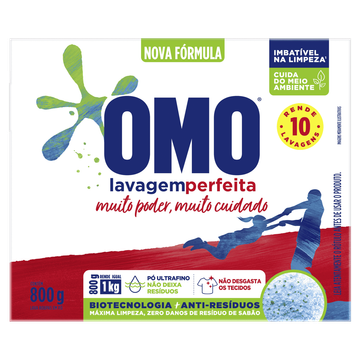 NOVA FÓRMULA
IMBATÍVEL
NA LIMPEZA
CUIDA
DO MEIO
AMBIENTE
OMO
RENDE
10
LAVAGENS
lavagemperfeita
muito poder, muito cuidado
800 g
800g
RENDE IGUAL
1kg
PÓ ULTRAFINO
NÃO DEIXA
RESÍDUOS
NÃO DESGASTA
OS TECIDOS
BIOTECNOLOGIA + ANTI-RESÍDUOS
MÁXIMA LIMPEZA, ZERO DANOS DE RESÍDUO DE SABÃO